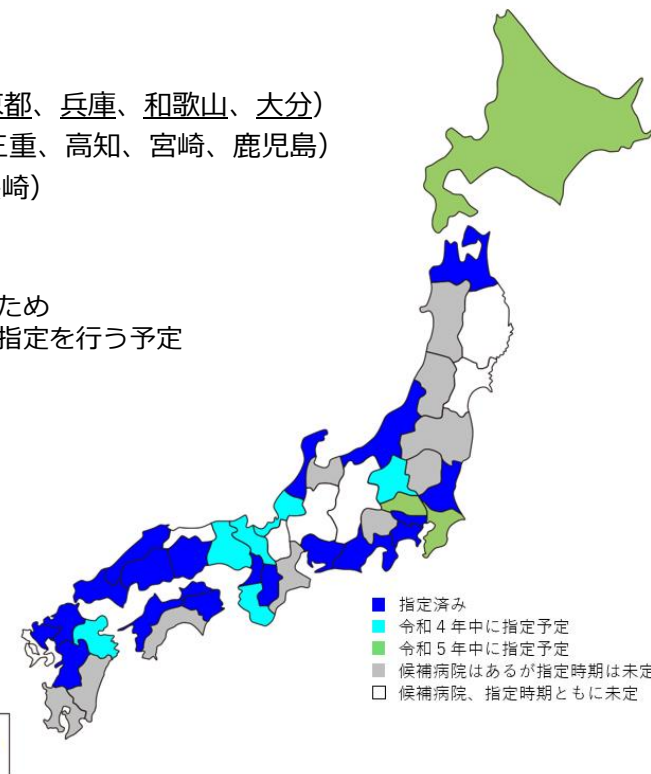 都、兵庫、和歌山、大分）
重、高知、宮崎、鹿児島）
崎）
ため
指定を行う予定
指定済み
令和４年中に指定予定
令和５年中に指定予定
候補病院はあるが指定時期は未定
候補病院、指定時期ともに未定